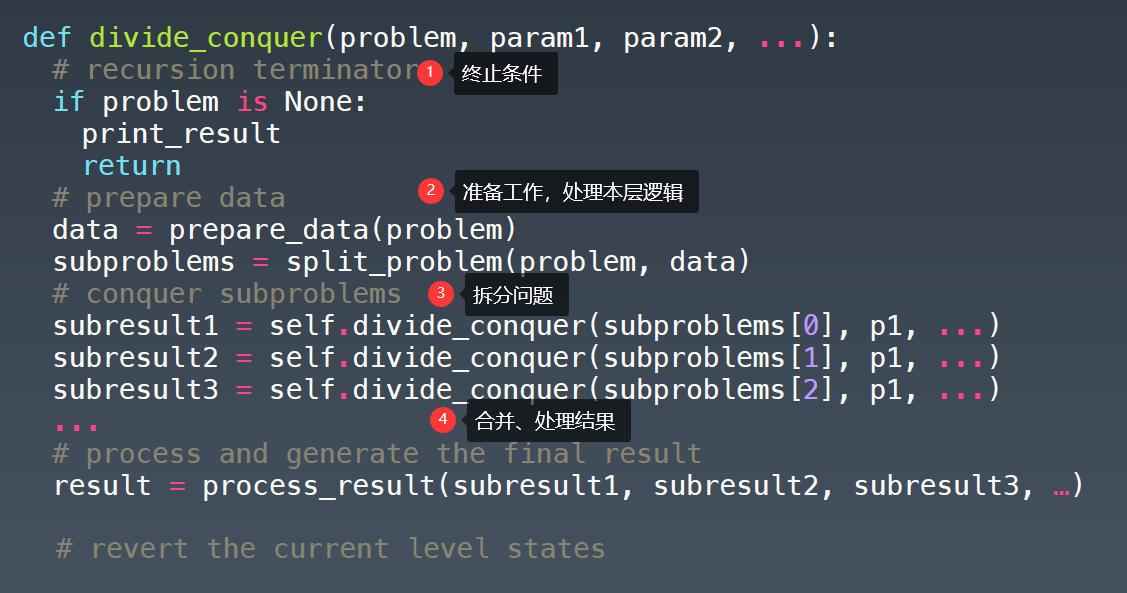 def divide_conquer(problem, param1, param2, ...):
# recursion terminator
1 终止条件
if problem is None:
print_result
return
2 准备工作，处理本层逻辑
# prepare data
data = prepare_data(problem)
subproblems = split_problem(problem, data)
# conquer subproblems
3 拆分问题
subresult1 = self.divide_conquer(subproblems[0], p1, ...)
subresult2 = self.divide_conquer(subproblems[1], p1, ...)
subresult3 = self.divide_conquer(subproblems[2], p1, ...)
...
4 合并、处理结果
# process and generate the final result
result = process_result(subresult1, subresult2, subresult3, …)
# revert the current level states